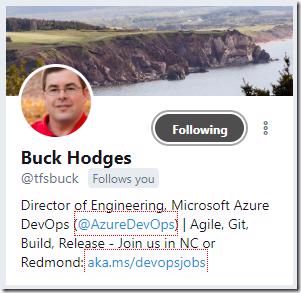 Following
Buck Hodges
@tfsbuck Follows you
Director of Engineering, Microsoft Azure
DevOps (@AzureDevOps) | Agile, Git,
Build, Release - Join us in NC or
Redmond: aka.ms/devopsjobs